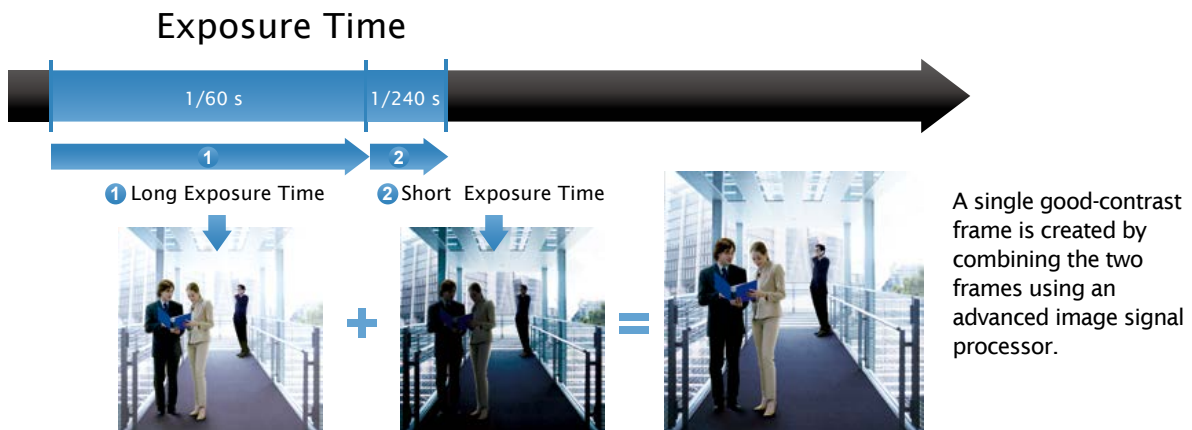 Exposure Time
1/60 s
1/240 s
1
2
1 Long Exposure Time
2 Short Exposure Time
A single good-contrast
frame is created by
combining the two
frames using an
advanced image signal
processor.
+
=